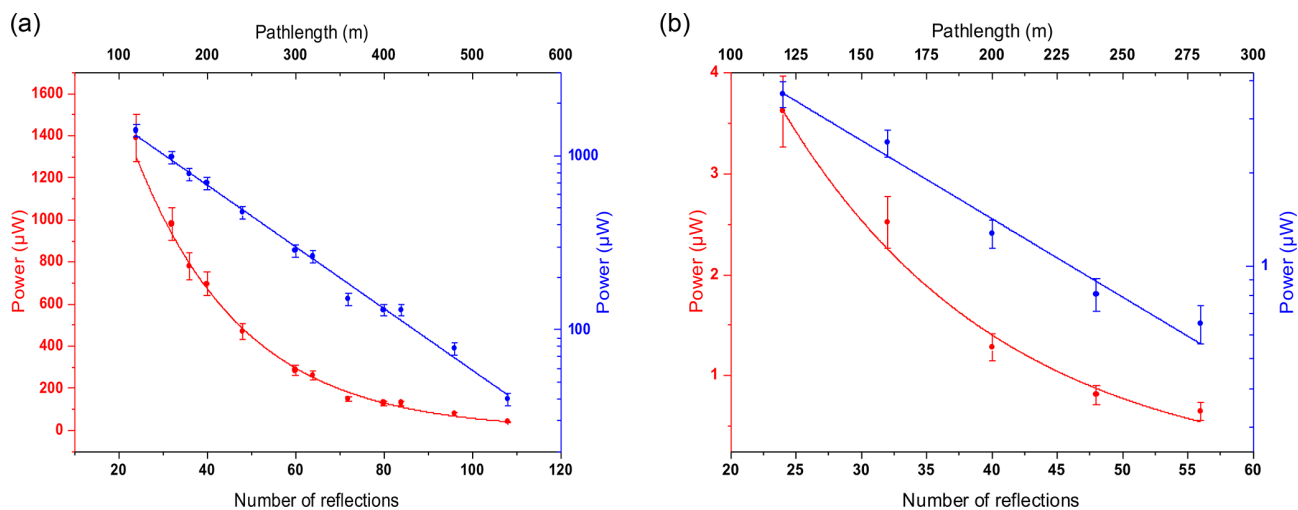 (a)
Pathlength (m)
100 200 300 400 500 600
1600
1400
1200
1000
800
600
400
200
0
Power (µW)
1000
100
Power (µW)
20 40 60 80 100 120
Number of reflections
(b)
Pathlength (m)
100 125 150 175 200 225 250 275 300
4
3
2
1
Power (µW)
1
Power (µW)
20 25 30 35 40 45 50 55 60
Number of reflections